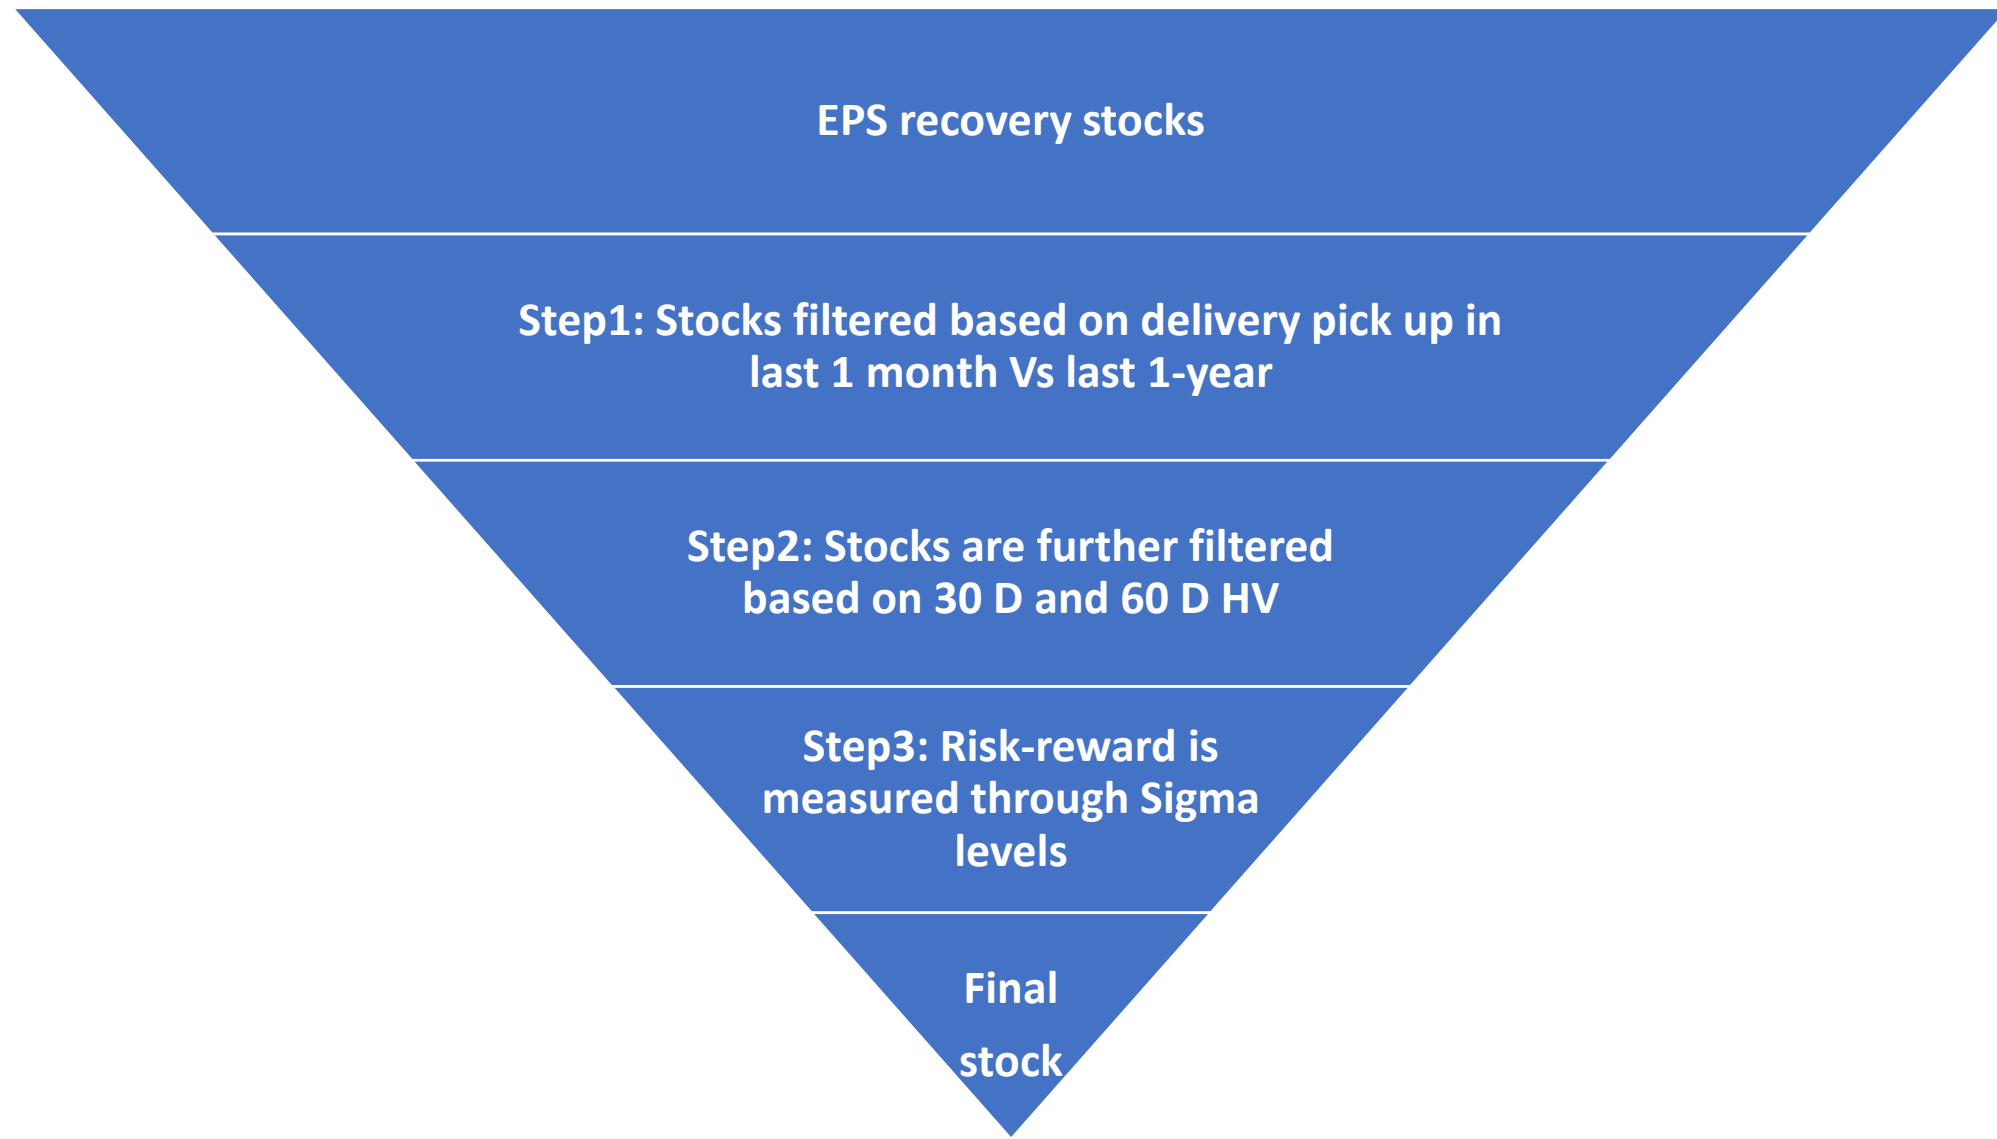 EPS recovery stocks
Step1: Stocks filtered based on delivery pick up in
last 1 month Vs last 1-year
Step2: Stocks are further filtered
based on 30 D and 60 D HV
Step3: Risk-reward is
measured through Sigma
levels
Final
stock